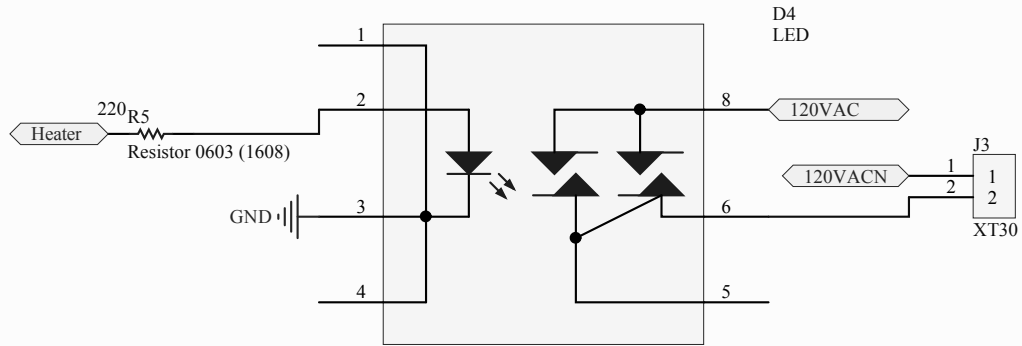 D4
LED
1
220
R5
2
Heater
Resistor 0603 (1608)
8
120VAC
J3
120VACN
1
1
2
2
GND
3
6
XT30
4
5